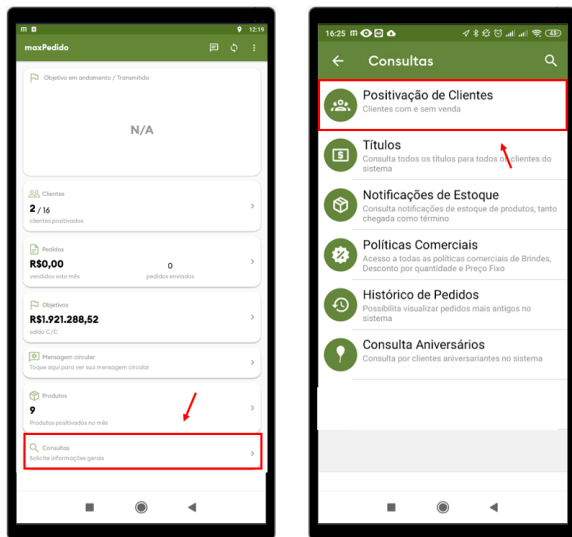 12:19
maxPedido
Objetivo em andamento / Transmitido
N/A
Clientes
2 / 16
clientes positivados
Pedidos
R$0,00
0
vendidos este mês
pedidos enviados
Objetivos
R$1.921.288,52
saldo C/C
Mensagem circular
Toque aqui para ver sua mensagem circular
Produtos
9
Produtos positivados no mês
Consultas
Solicite informações gerais
16:25
43
Consultas
Positivação de Clientes
Clientes com e sem venda
Títulos
Consulta todos os títulos para todos os clientes do
sistema
Notificações de Estoque
Consulta notificações de estoque de produtos, tanto
chegada como término
Políticas Comerciais
Acesso a todas as políticas comerciais de Brindes,
Desconto por quantidade e Preço Fixo
Histórico de Pedidos
Possibilita visualizar pedidos mais antigos no
sistema
Consulta Aniversários
Consulta por clientes aniversariantes no sistema